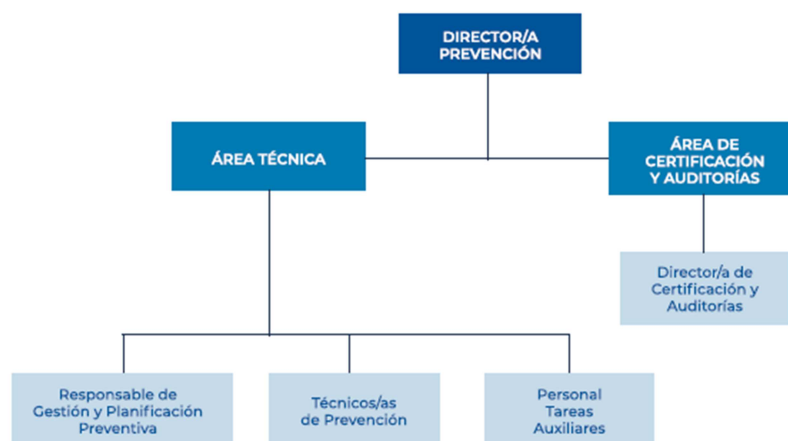 DIRECTOR/A
PREVENCIÓN
ÁREA TÉCNICA
ÁREA DE
CERTIFICACIÓN
Y AUDITORÍAS
Director/a de
Certificación y
Auditorías
Responsable de
Gestión y Planificación
Preventiva
Técnicos/as
de Prevención
Personal
Tareas
Auxiliares